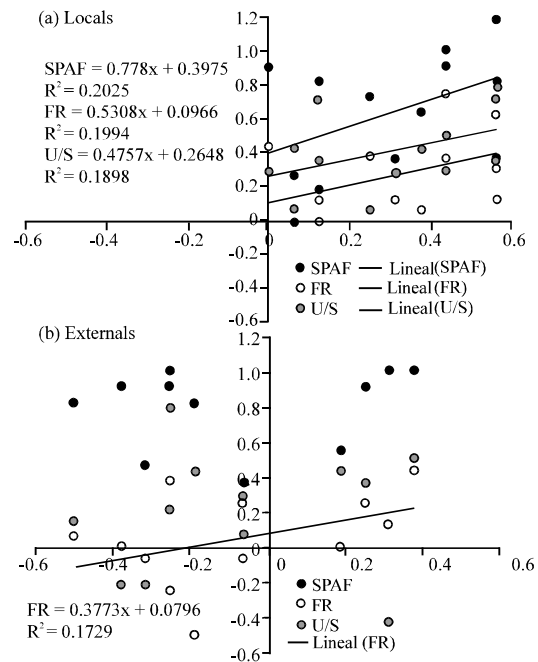 (a) Locals
SPAF = 0.778x + 0.3975
R² = 0.2025
FR = 0.5308x + 0.0966
R² = 0.1994
U/S = 0.4757x + 0.2648
R² = 0.1898
1.2
1.0
0.8
0.6
0.4
0.2
0
-0.6 -0.4 -0.2 0 0.2 0.4 0.6
-0.2
-0.4
-0.6
SPAF Lineal (SPAF)
FR Lineal (FR)
U/S Lineal (U/S)
(b) Externals
1.2
1.0
0.8
0.6
0.4
0.2
0
-0.6 -0.4 -0.2 0 0.2 0.4 0.6
-0.2
-0.4
-0.6
FR = 0.3773x + 0.0796
R² = 0.1729
SPAF
FR
U/S
Lineal (FR)